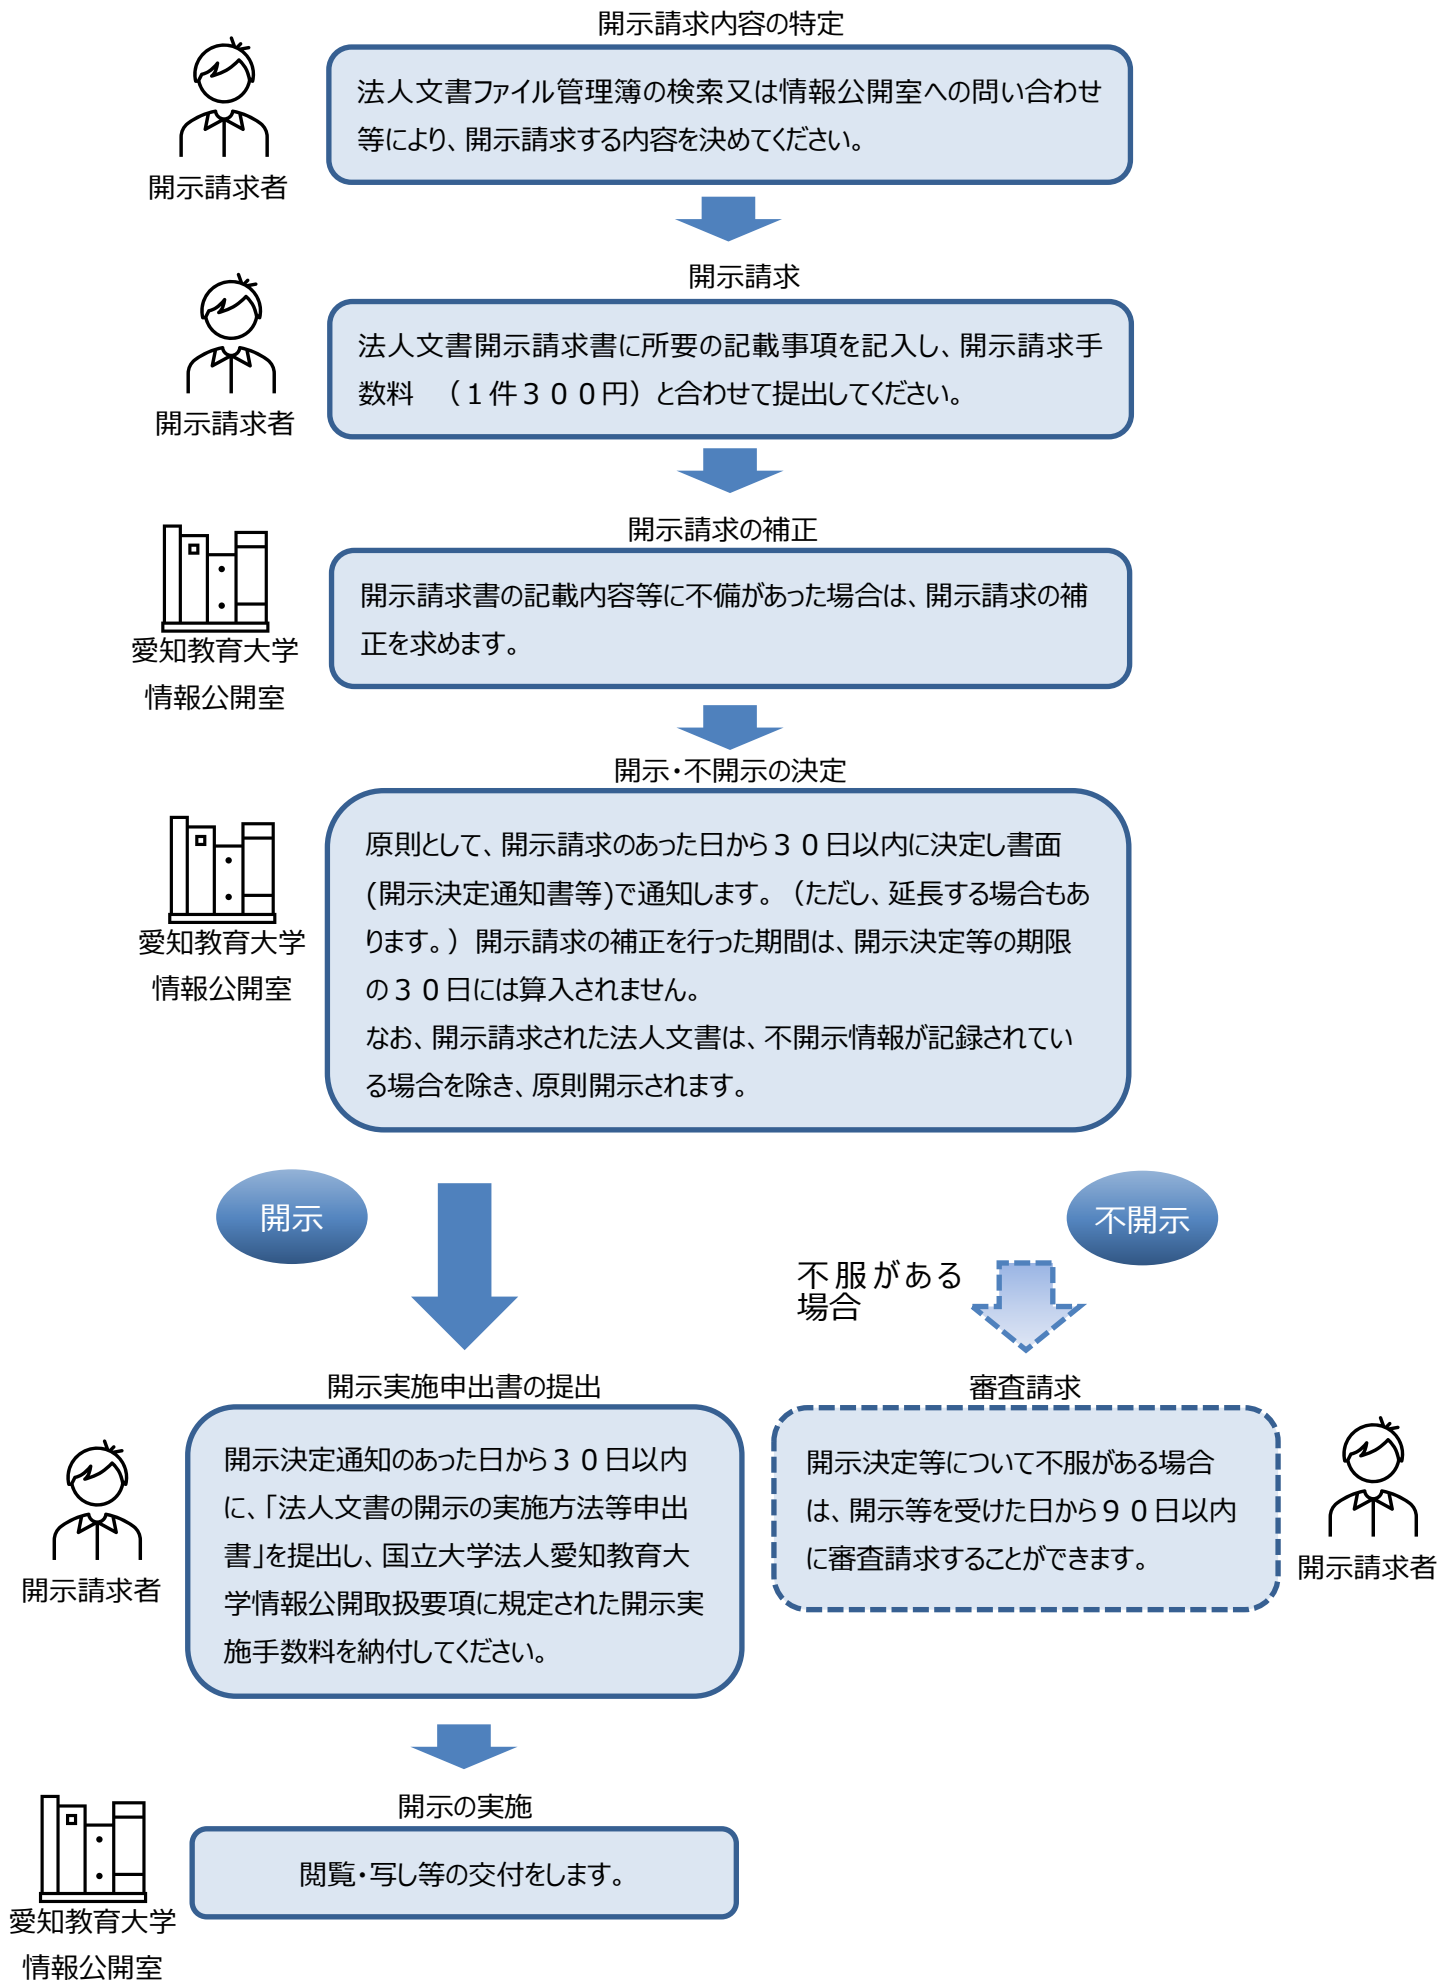 開示請求内容の特定
法人文書ファイル管理簿の検索又は情報公開室への問い合わせ
等により、開示請求する内容を決めてください。
開示請求者
開示請求
法人文書開示請求書に所要の記載事項を記入し、開示請求手
数料　（１件３００円）と合わせて提出してください。
開示請求者
開示請求の補正
開示請求書の記載内容等に不備があった場合は、開示請求の補
正を求めます。
愛知教育大学
情報公開室
開示・不開示の決定
原則として、開示請求のあった日から３０日以内に決定し書面
(開示決定通知書等)で通知します。（ただし、延長する場合もあ
ります。）開示請求の補正を行った期間は、開示決定等の期限
の３０日には算入されません。
なお、開示請求された法人文書は、不開示情報が記録されてい
る場合を除き、原則開示されます。
愛知教育大学
情報公開室
開示
不開示
不服がある
場合
開示実施申出書の提出
開示決定通知のあった日から３０日以内
に、「法人文書の開示の実施方法等申出
書」を提出し、国立大学法人愛知教育大
学情報公開取扱要項に規定された開示実
施手数料を納付してください。
開示請求者
審査請求
開示決定等について不服がある場合
は、開示等を受けた日から９０日以内
に審査請求することができます。
開示請求者
開示の実施
閲覧・写し等の交付をします。
愛知教育大学
情報公開室